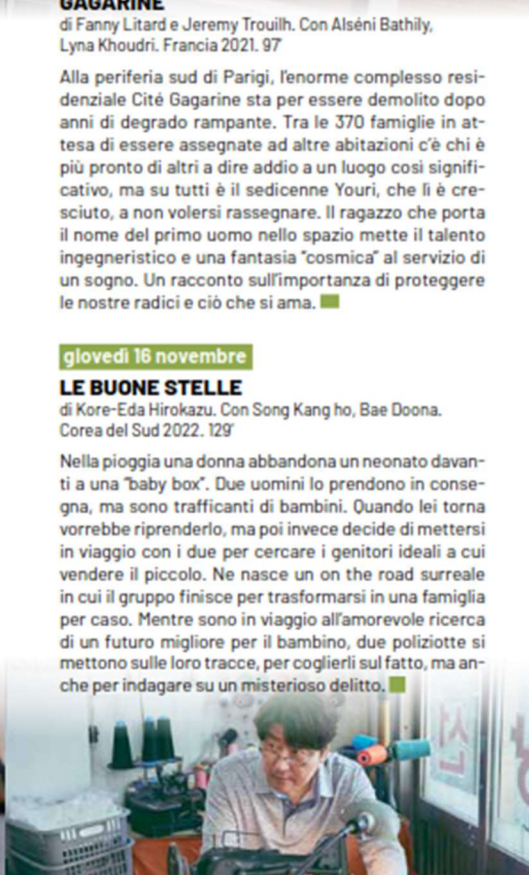 GAGARINE
di Fanny Litard e Jeremy Trouilh. Con Alséni Bathily,
Lyna Khoudri. Francia 2021. 97'
Alla periferia sud di Parigi, l'enorme complesso resi-
denziale Cité Gagarine sta per essere demolito dopo
anni di degrado rampante. Tra le 370 famiglie in at-
tesa di essere assegnate ad altre abitazioni c'è chi è
più pronto di altri a dire addio a un luogo così signifi-
cativo, ma su tutti è il sedicenne Youri, che lì è cre-
sciuto, a non volersi rassegnare. Il ragazzo che porta
il nome del primo uomo nello spazio mette il talento
ingegneristico e una fantasia "cosmica" al servizio di
un sogno. Un racconto sull'importanza di proteggere
le nostre radici e ciò che si ama.
giovedì 16 novembre
LE BUONE STELLE
di Kore-Eda Hirokazu. Con Song Kang ho, Bae Doona.
Corea del Sud 2022. 129'
Nella pioggia una donna abbandona un neonato davan-
ti a una "baby box". Due uomini lo prendono in conse-
gna, ma sono trafficanti di bambini. Quando lei torna
vorrebbe riprenderlo, ma poi invece decide di mettersi
in viaggio con i due per cercare i genitori ideali a cui
vendere il piccolo. Ne nasce un on the road surreale
in cui il gruppo finisce per trasformarsi in una famiglia
per caso. Mentre sono in viaggio all'amorevole ricerca
di un futuro migliore per il bambino, due poliziotte si
mettono sulle loro tracce, per coglierli sul fatto, ma an-
che per indagare su un misterioso delitto.